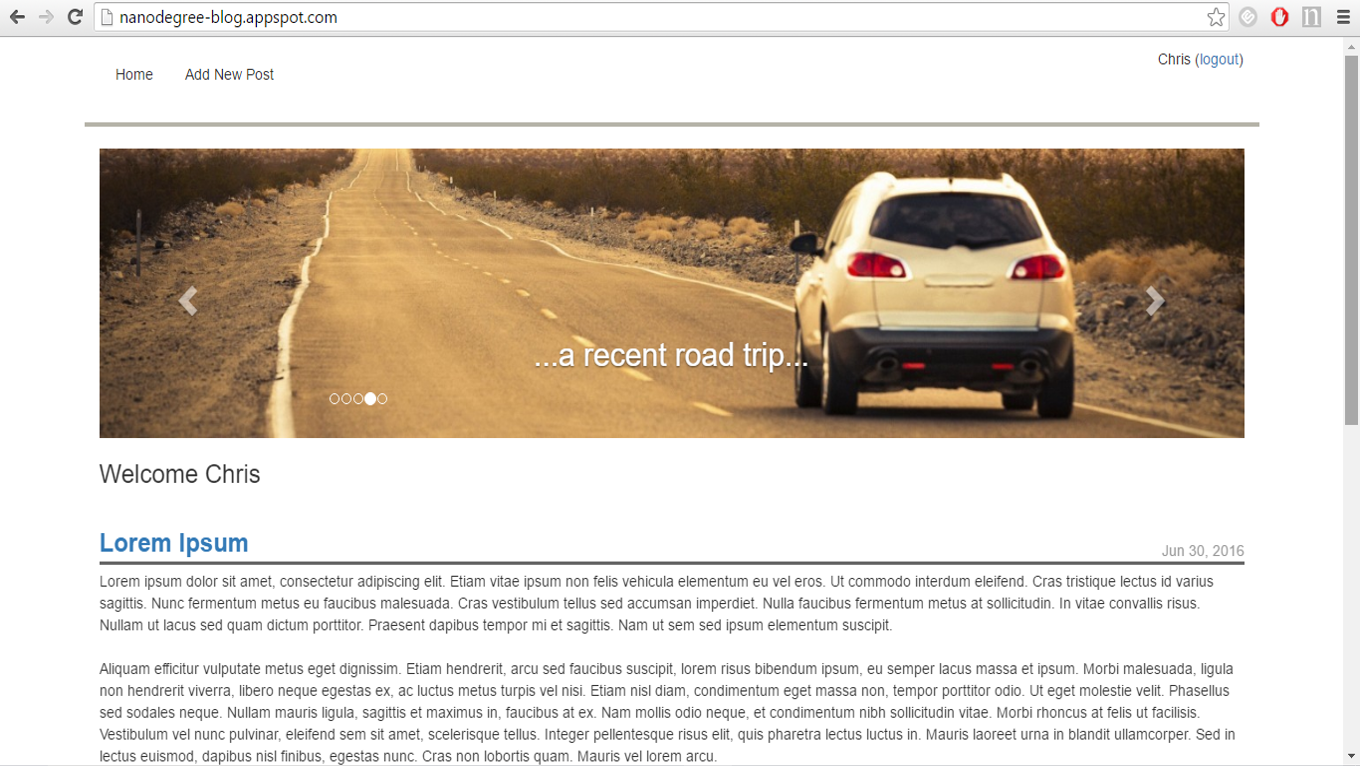 nanodegree-blog.appspot.com
Chris (logout)
Home Add New Post
...a recent road trip...
Welcome Chris
Lorem Ipsum
Jun 30, 2016
Lorem ipsum dolor sit amet, consectetur adipiscing elit. Etiam vitae ipsum non felis vehicula elementum eu vel eros. Ut commodo interdum eleifend. Cras tristique lectus id varius
sagittis. Nunc fermentum metus eu faucibus malesuada. Cras vestibulum tellus sed accumsan imperdiet. Nulla faucibus fermentum metus at sollicitudin. In vitae convallis risus.
Nullam ut lacus sed quam dictum porttitor. Praesent dapibus tempor mi et sagittis. Nam ut sem sed ipsum elementum suscipit.
Aliquam efficitur vulputate metus eget dignissim. Etiam hendrerit, arcu sed faucibus suscipit, lorem risus bibendum ipsum, eu semper lacus massa et ipsum. Morbi malesuada, ligula
non hendrerit viverra, libero neque egestas ex, ac luctus metus turpis vel nisi. Etiam nisl diam, condimentum eget massa non, tempor porttitor odio. Ut eget molestie velit. Phasellus
sed sodales neque. Nullam mauris ligula, sagittis et maximus in, faucibus at ex. Nam mollis odio neque, et condimentum nibh sollicitudin vitae. Morbi rhoncus at felis ut facilisis.
Vestibulum vel nunc pulvinar, eleifend sem sit amet, scelerisque tellus. Integer pellentesque risus elit, quis pharetra lectus luctus in. Mauris laoreet urna in blandit ullamcorper. Sed in
lectus euismod, dapibus nisl finibus, egestas nunc. Cras non lobortis quam. Mauris vel lorem arcu.